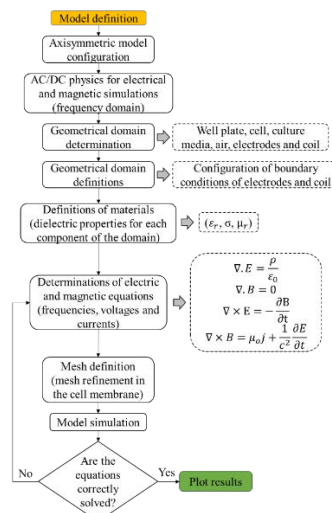 Model definition
Axisymmetric model
configuration
AC/DC physics for electrical
and magnetic simulations
(frequency domain)
Geometrical domain
determination
Well plate, cell, culture
media, air, electrodes and coil
Geometrical domain
definitions
Configuration of boundary
conditions of electrodes and coil
Definitions of materials
(dielectric properties for each
component of the domain)
(εr, σ, μr)
Determinations of electric
and magnetic equations
(frequencies, voltages and
currents)
∇. E = ρ/ε0
∇. B = 0
∇ × E = −∂B/∂t
∇ × B = μoj + 1/c² ∂E/∂t
Mesh definition
(mesh refinement in
the cell membrane)
Model simulation
No
Are the
equations
correctly
solved?
Yes
Plot results